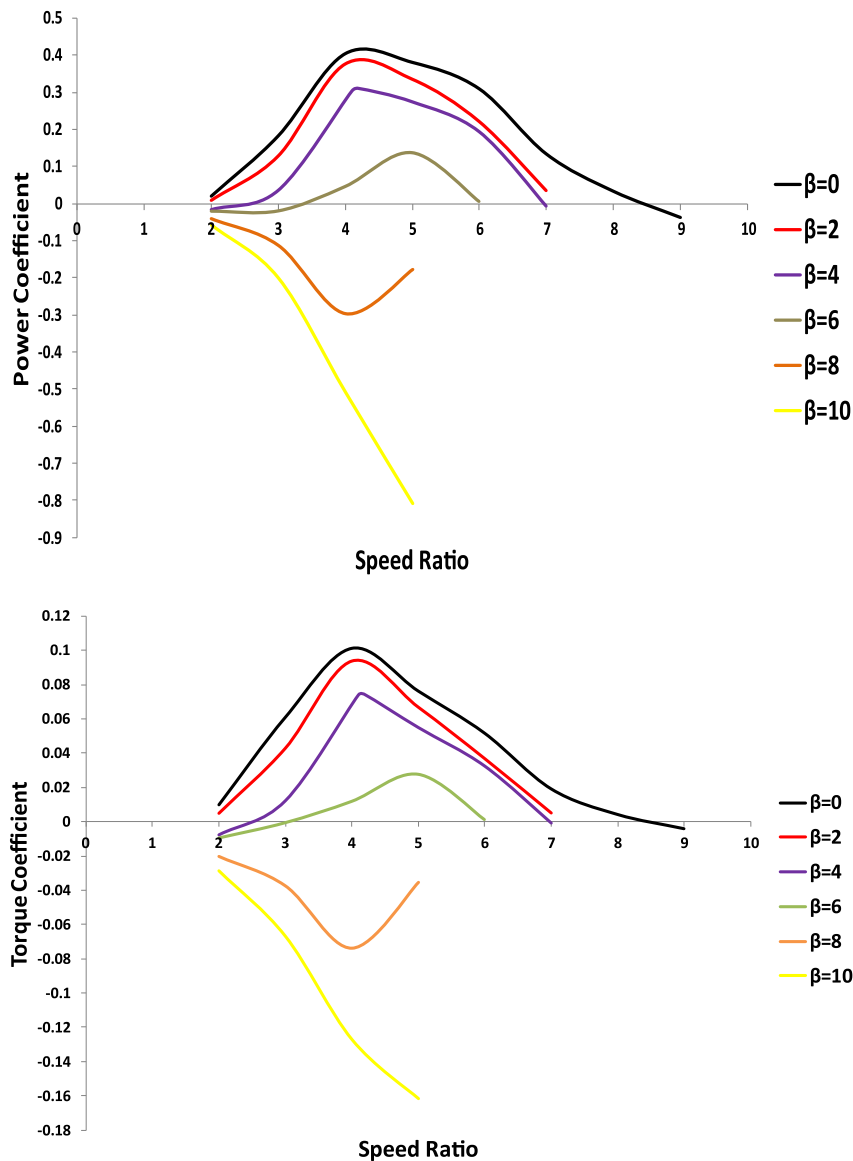 0.5
0.4
0.3
0.2
0.1
0
-0.1
-0.2
-0.3
-0.4
-0.5
-0.6
-0.7
-0.8
-0.9
0 1 2 3 4 5 6 7 8 9 10
Power Coefficient
Speed Ratio
β=0
β=2
β=4
β=6
β=8
β=10
0.12
0.1
0.08
0.06
0.04
0.02
0
-0.02
-0.04
-0.06
-0.08
-0.1
-0.12
-0.14
-0.16
-0.18
0 1 2 3 4 5 6 7 8 9 10
Torque Coefficient
Speed Ratio
β=0
β=2
β=4
β=6
β=8
β=10